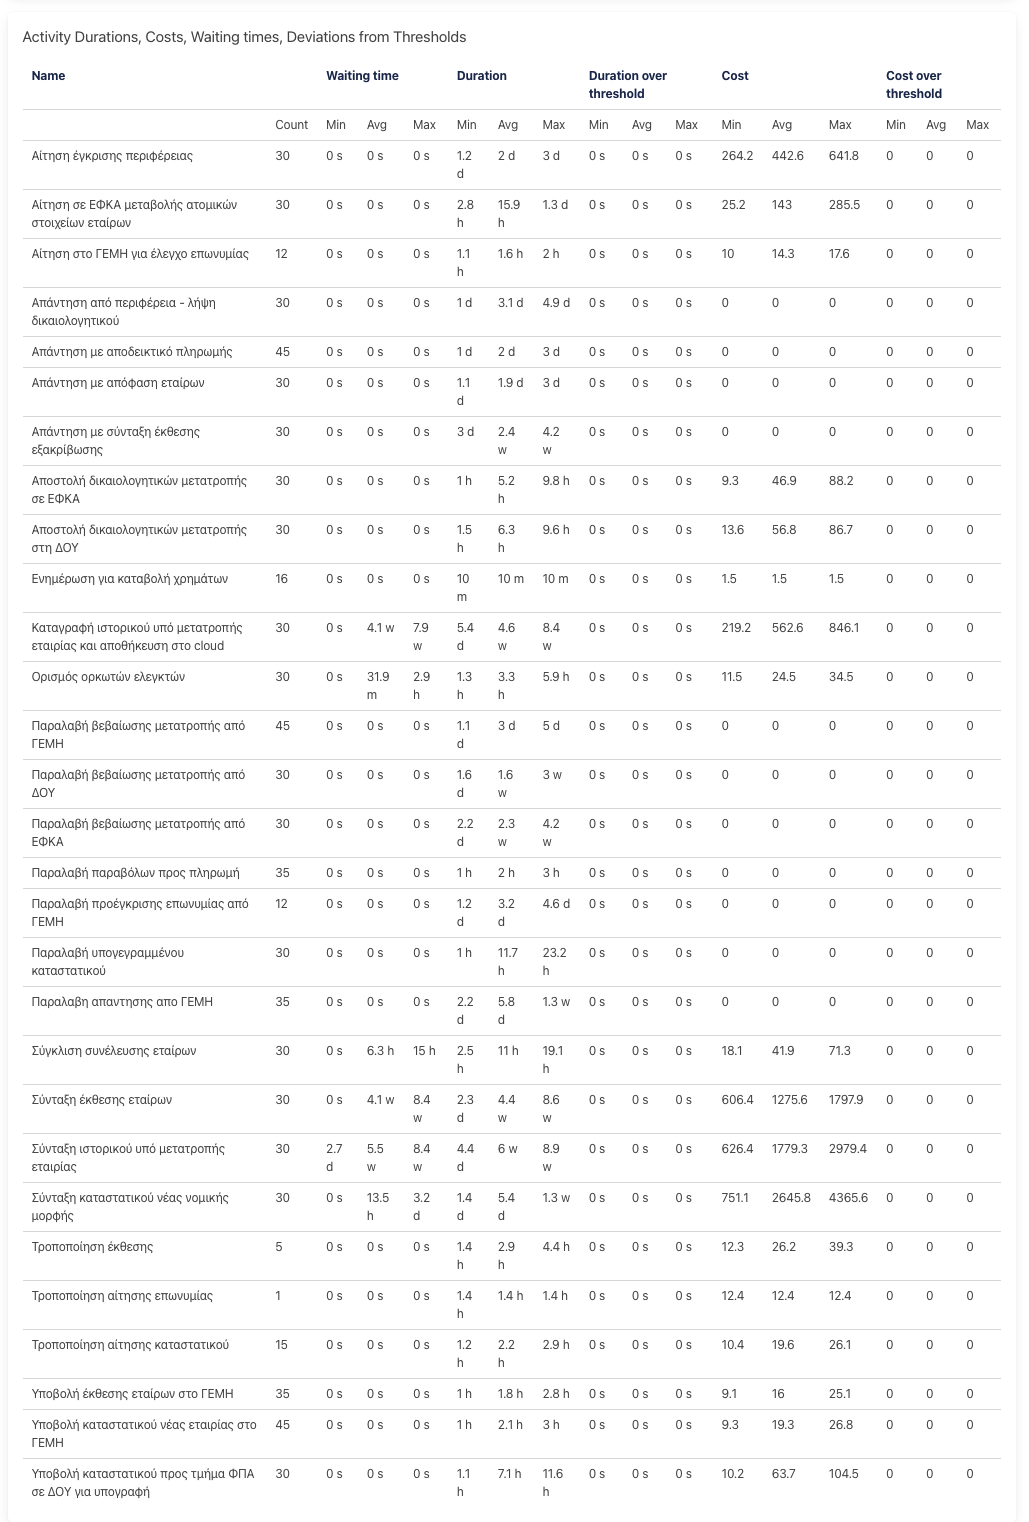 Activity Durations, Costs, Waiting times, Deviations from Thresholds
Name Waiting time Duration Duration over Cost Cost over
threshold threshold
Count Min Avg Max Min Avg Max Min Avg Max Min Avg Max Min Avg Max
Αίτηση έγκρισης περιφέρειας 30 0 s 0 s 0 s 1.2 2 d 3 d 0 s 0 s 0 s 264.2 442.6 641.8 0 0 0
d
Αίτηση σε ΕΦΚΑ μεταβολής ατομικών 30 0 s 0 s 0 s 2.8 15.9 1.3 d 0 s 0 s 0 s 25.2 143 285.5 0 0 0
στοιχείων εταίρων h h
Αίτηση στο ΓΕΜΗ για έλεγχο επωνυμίας 12 0 s 0 s 0 s 1.1 1.6 h 2 h 0 s 0 s 0 s 10 14.3 17.6 0 0 0
h
Απάντηση από περιφέρεια - λήψη 30 0 s 0 s 0 s 1 d 3.1 d 4.9 d 0 s 0 s 0 s 0 0 0 0 0 0
δικαιολογητικού
Απάντηση με αποδεικτικό πληρωμής 45 0 s 0 s 0 s 1 d 2 d 3 d 0 s 0 s 0 s 0 0 0 0 0 0
Απάντηση με απόφαση εταίρων 30 0 s 0 s 0 s 1.1 1.9 d 3 d 0 s 0 s 0 s 0 0 0 0 0 0
d
Απάντηση με σύνταξη έκθεσης 30 0 s 0 s 0 s 3 d 2.4 4.2 0 s 0 s 0 s 0 0 0 0 0 0
εξακρίβωσης w w
Αποστολή δικαιολογητικών μετατροπής 30 0 s 0 s 0 s 1 h 5.2 9.8 h 0 s 0 s 0 s 9.3 46.9 88.2 0 0 0
σε ΕΦΚΑ h
Αποστολή δικαιολογητικών μετατροπής 30 0 s 0 s 0 s 1.5 6.3 9.6 h 0 s 0 s 0 s 13.6 56.8 86.7 0 0 0
στη ΔΟΥ h h
Ενημέρωση για καταβολή χρημάτων 16 0 s 0 s 0 s 10 10 m 10 m 0 s 0 s 0 s 1.5 1.5 1.5 0 0 0
m
Καταγραφή ιστορικού υπό μετατροπής 30 0 s 4.1 w 7.9 5.4 4.6 8.4 0 s 0 s 0 s 219.2 562.6 846.1 0 0 0
εταιρίας και αποθήκευση στο cloud w d w w
Ορισμός ορκωτών ελεγκτών 30 0 s 31.9 2.9 1.3 3.3 5.9 h 0 s 0 s 0 s 11.5 24.5 34.5 0 0 0
m h h h
Παραλαβή βεβαίωσης μετατροπής από 45 0 s 0 s 0 s 1.1 3 d 5 d 0 s 0 s 0 s 0 0 0 0 0 0
ΓΕΜΗ d
Παραλαβή βεβαίωσης μετατροπής από 30 0 s 0 s 0 s 1.6 1.6 3 w 0 s 0 s 0 s 0 0 0 0 0 0
ΔΟΥ d w
Παραλαβή βεβαίωσης μετατροπής από 30 0 s 0 s 0 s 2.2 2.3 4.2 0 s 0 s 0 s 0 0 0 0 0 0
ΕΦΚΑ d w w
Παραλαβή παραβόλων προς πληρωμή 35 0 s 0 s 0 s 1 h 2 h 3 h 0 s 0 s 0 s 0 0 0 0 0 0
Παραλαβή προέγκρισης επωνυμίας από 12 0 s 0 s 0 s 1.2 3.2 4.6 d 0 s 0 s 0 s 0 0 0 0 0 0
ΓΕΜΗ d d
Παραλαβή υπογεγραμμένου 30 0 s 0 s 0 s 1 h 11.7 23.2 0 s 0 s 0 s 0 0 0 0 0 0
καταστατικού h h
Παραλαβη απαντησης απο ΓΕΜΗ 35 0 s 0 s 0 s 2.2 5.8 1.3 w 0 s 0 s 0 s 0 0 0 0 0 0
d d
Σύγκλιση συνέλευσης εταίρων 30 0 s 6.3 h 15 h 2.5 11 h 19.1 0 s 0 s 0 s 18.1 41.9 71.3 0 0 0
h h
Σύνταξη έκθεσης εταίρων 30 0 s 4.1 w 8.4 2.3 4.4 8.6 0 s 0 s 0 s 606.4 1275.6 1797.9 0 0 0
w d w w
Σύνταξη ιστορικού υπό μετατροπής 30 2.7 5.5 8.4 4.4 6 w 8.9 0 s 0 s 0 s 626.4 1779.3 2979.4 0 0 0
εταιρίας d w w d w
Σύνταξη καταστατικού νέας νομικής 30 0 s 13.5 3.2 1.4 5.4 1.3 w 0 s 0 s 0 s 751.1 2645.8 4365.6 0 0 0
μορφής h d d d
Τροποποίηση έκθεσης 5 0 s 0 s 0 s 1.4 2.9 4.4 h 0 s 0 s 0 s 12.3 26.2 39.3 0 0 0
h h
Τροποποίηση αίτησης επωνυμίας 1 0 s 0 s 0 s 1.4 1.4 h 1.4 h 0 s 0 s 0 s 12.4 12.4 12.4 0 0 0
h
Τροποποίηση αίτησης καταστατικού 15 0 s 0 s 0 s 1.2 2.2 2.9 h 0 s 0 s 0 s 10.4 19.6 26.1 0 0 0
h h
Υποβολή έκθεσης εταίρων στο ΓΕΜΗ 35 0 s 0 s 0 s 1 h 1.8 h 2.8 h 0 s 0 s 0 s 9.1 16 25.1 0 0 0
Υποβολή καταστατικού νέας εταιρίας στο 45 0 s 0 s 0 s 1 h 2.1 h 3 h 0 s 0 s 0 s 9.3 19.3 26.8 0 0 0
ΓΕΜΗ
Υποβολή καταστατικού προς τμήμα ΦΠΑ 30 0 s 0 s 0 s 1.1 7.1 h 11.6 0 s 0 s 0 s 10.2 63.7 104.5 0 0 0
σε ΔΟΥ για υπογραφή h h